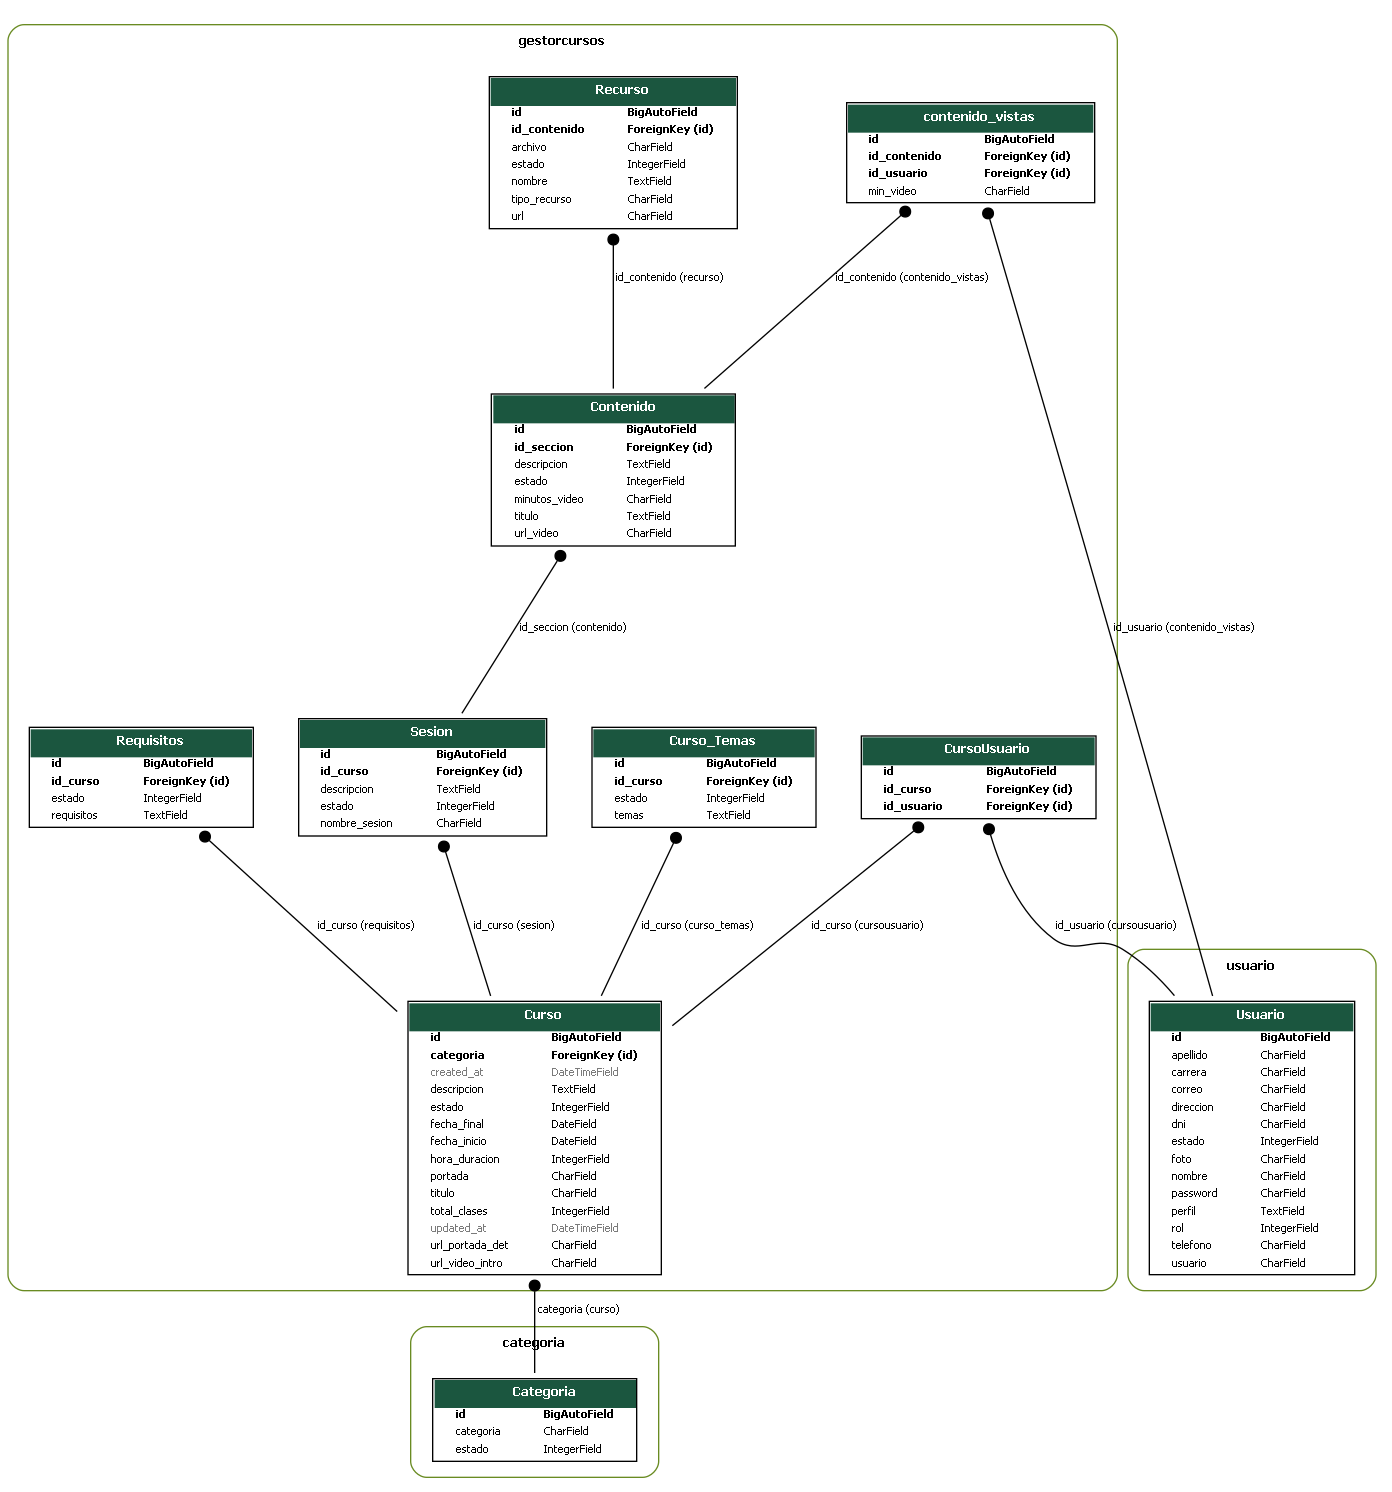 gestorcursos
Recurso
id BigAutoField
id_contenido ForeignKey (id)
archivo CharField
estado IntegerField
nombre TextField
tipo_recurso CharField
url CharField
contenido_vistas
id BigAutoField
id_contenido ForeignKey (id)
id_usuario ForeignKey (id)
min_video CharField
id_contenido (recurso)
id_contenido (contenido_vistas)
Contenido
id BigAutoField
id_seccion ForeignKey (id)
descripcion TextField
estado IntegerField
minutos_video CharField
titulo TextField
url_video CharField
id_seccion (contenido)
id_usuario (contenido_vistas)
Requisitos
id BigAutoField
id_curso ForeignKey (id)
estado IntegerField
requisitos TextField
Sesion
id BigAutoField
id_curso ForeignKey (id)
descripcion TextField
estado IntegerField
nombre_sesion CharField
Curso_Temas
id BigAutoField
id_curso ForeignKey (id)
estado IntegerField
temas TextField
CursoUsuario
id BigAutoField
id_curso ForeignKey (id)
id_usuario ForeignKey (id)
id_curso (requisitos)
id_curso (sesion)
id_curso (curso_temas)
id_curso (cursousuario)
id_usuario (cursousuario)
Curso
id BigAutoField
categoria ForeignKey (id)
created_at DateTimeField
descripcion TextField
estado IntegerField
fecha_final DateField
fecha_inicio DateField
hora_duracion IntegerField
portada CharField
titulo CharField
total_clases IntegerField
updated_at DateTimeField
url_portada_det CharField
url_video_intro CharField
usuario
Usuario
id BigAutoField
apellido CharField
carrera CharField
correo CharField
direccion CharField
dni CharField
estado IntegerField
foto CharField
nombre CharField
password CharField
perfil TextField
rol IntegerField
telefono CharField
usuario CharField
categoria (curso)
categoria
Categoria
id BigAutoField
categoria CharField
estado IntegerField